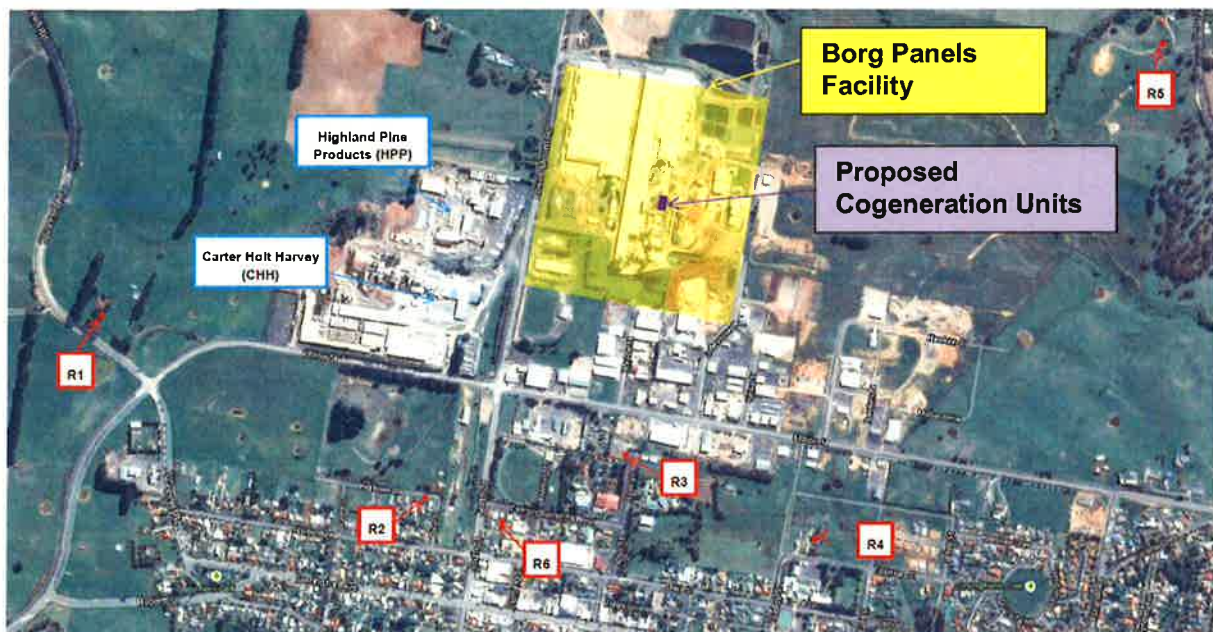 Borg Panels
Facility
R5
Highland Pine
Products (HPP)
Proposed
Cogeneration Units
Carter Holt Harvey
(CHH)
R1
R3
R2
R6
R4